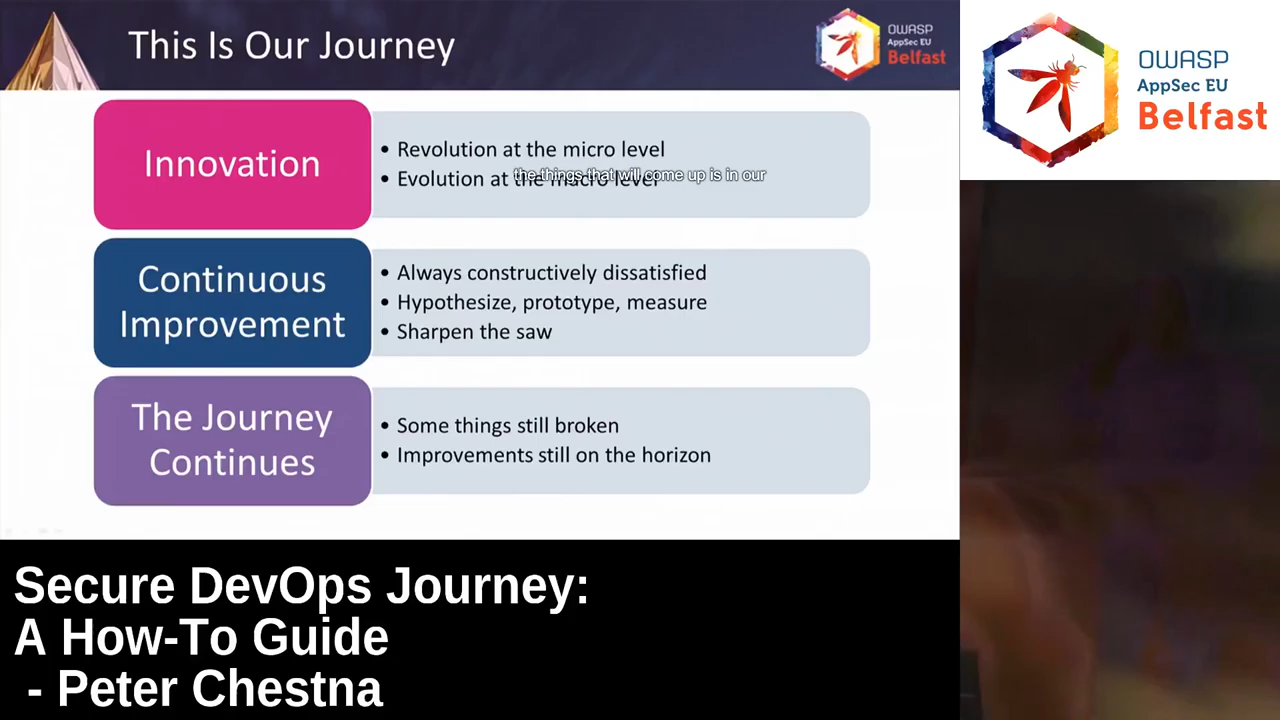 This Is Our Journey
OWASP
AppSec EU
Belfast
Innovation
• Revolution at the micro level
• Evolution at the macro level
the things that will come up is in our
Continuous
Improvement
• Always constructively dissatisfied
• Hypothesize, prototype, measure
• Sharpen the saw
The Journey
Continues
• Some things still broken
• Improvements still on the horizon
OWASP
AppSec EU
Belfast
Secure DevOps Journey:
A How-To Guide
- Peter Chestna